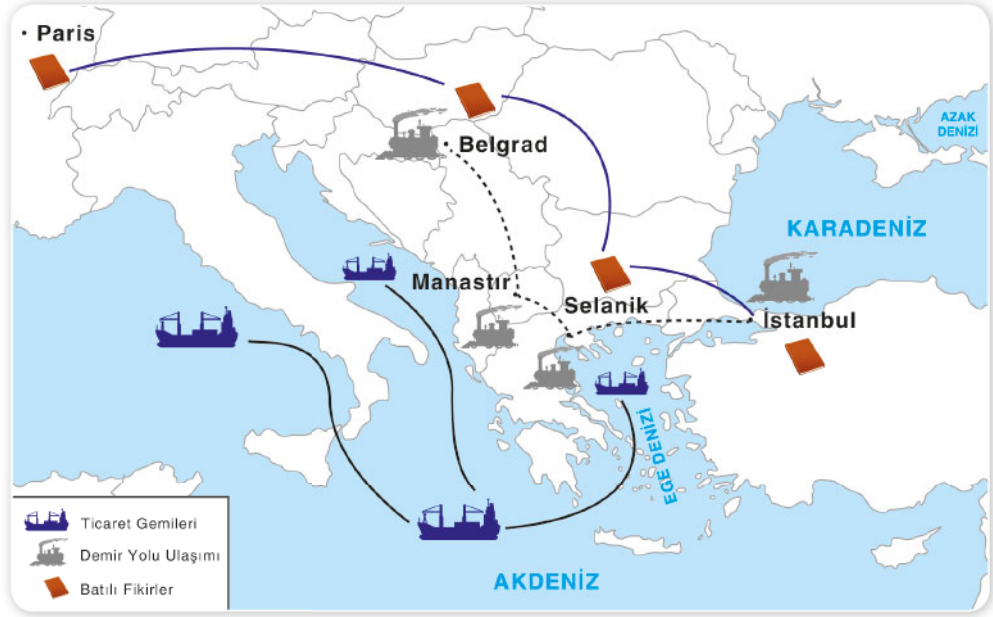 Paris
Belgrad
AZAK
DENİZİ
KARADENİZ
Manastır
Selanik
İstanbul
EGE DENİZİ
AKDENİZ
Ticaret Gemileri
Demir Yolu Ulaşımı
Batılı Fikirler